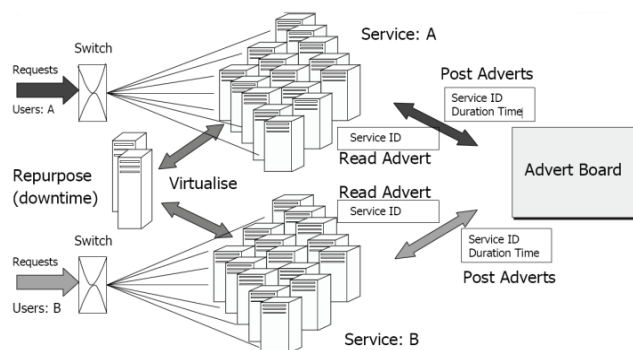 Switch
Service: A
Requests
Users: A
Post Adverts
Service ID
Duration Time
Service ID
Read Advert
Advert Board
Repurpose
(downtime)
Virtualise
Read Advert
Service ID
Switch
Service ID
Duration Time
Requests
Users: B
Post Adverts
Service: B